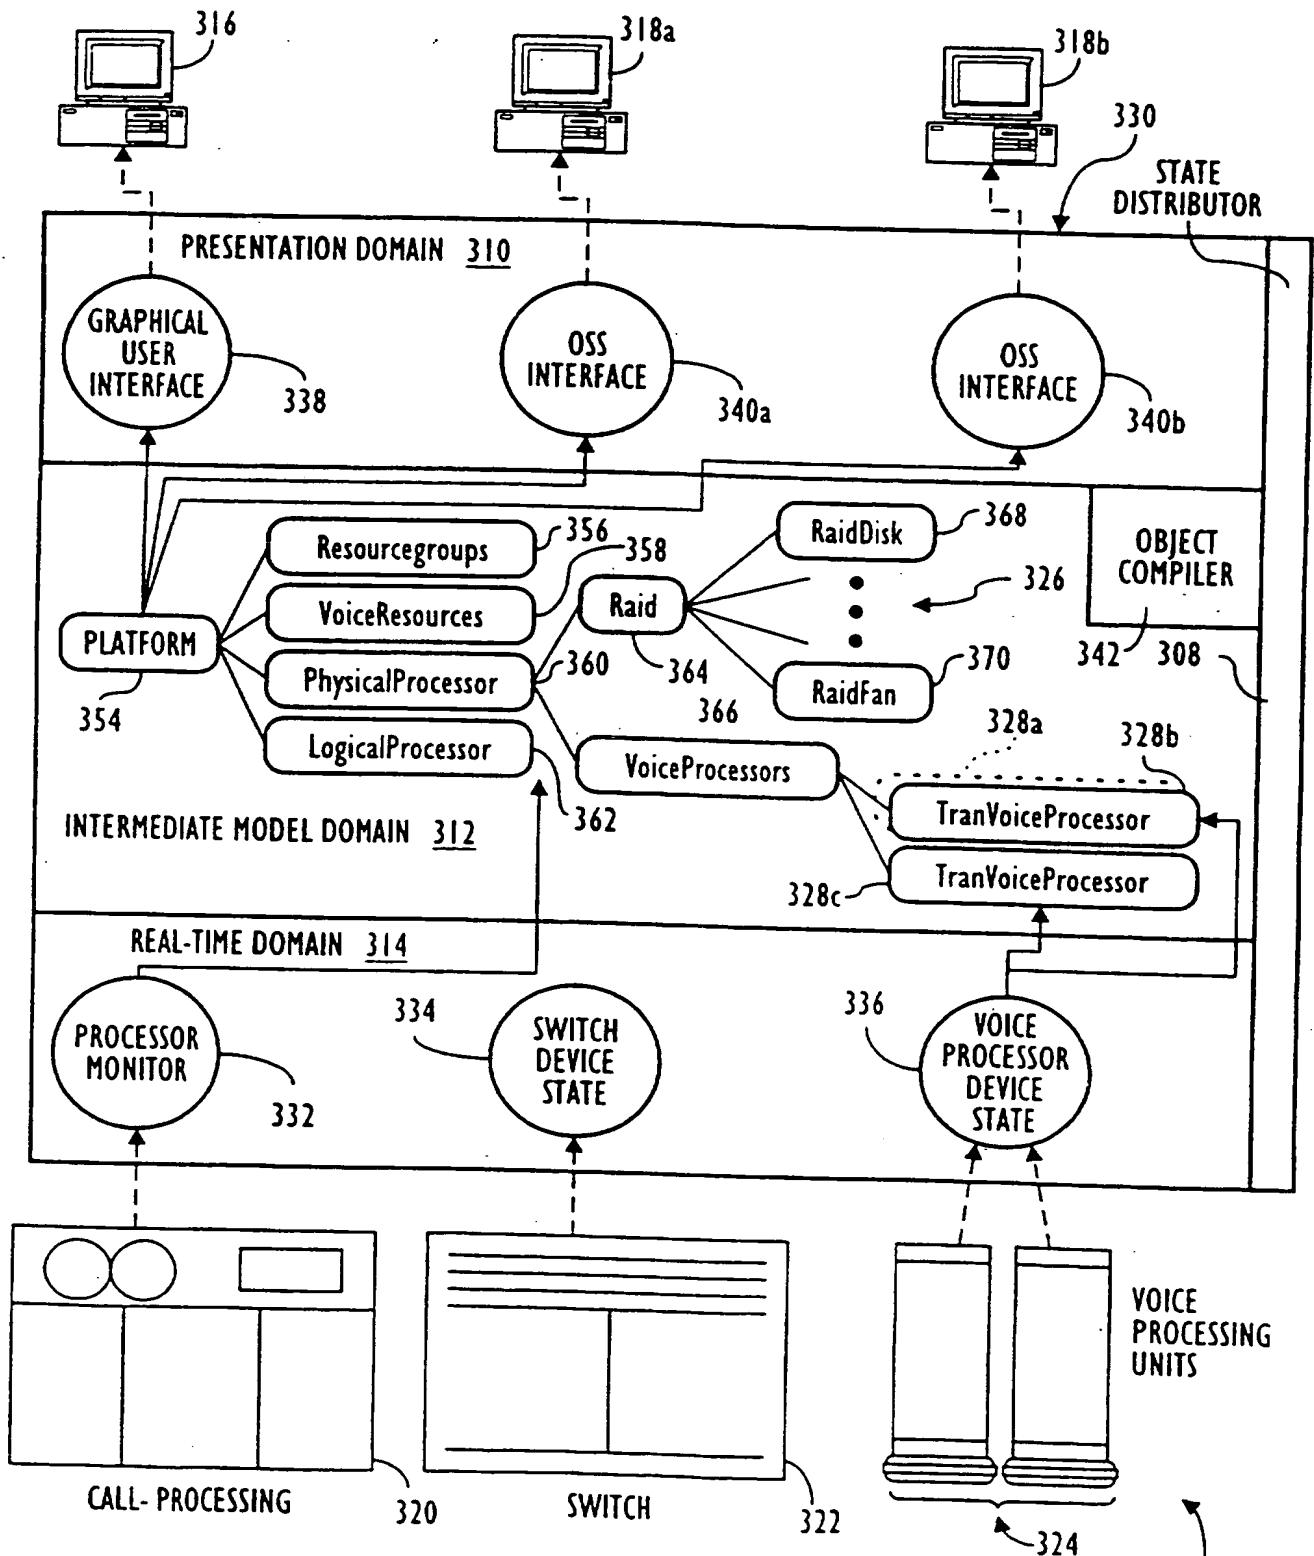 316
318a
318b
330
STATE
DISTRIBUTOR
PRESENTATION DOMAIN 310
GRAPHICAL
USER
INTERFACE
338
OSS
INTERFACE
340a
OSS
INTERFACE
340b
Resourcegroups
356
358
VoiceResources
PLATFORM
354
PhysicalProcessor
360
LogicalProcessor
362
Raid
364
RaidDisk
368
326
RaidFan
370
OBJECT
COMPILER
342
308
366
VoiceProcessors
328a
328b
TranVoiceProcessor
TranVoiceProcessor
328c
INTERMEDIATE MODEL DOMAIN 312
REAL-TIME DOMAIN 314
PROCESSOR
MONITOR
332
334
SWITCH
DEVICE
STATE
336
VOICE
PROCESSOR
DEVICE
STATE
CALL- PROCESSING
320
SWITCH
322
VOICE
PROCESSING
UNITS
324